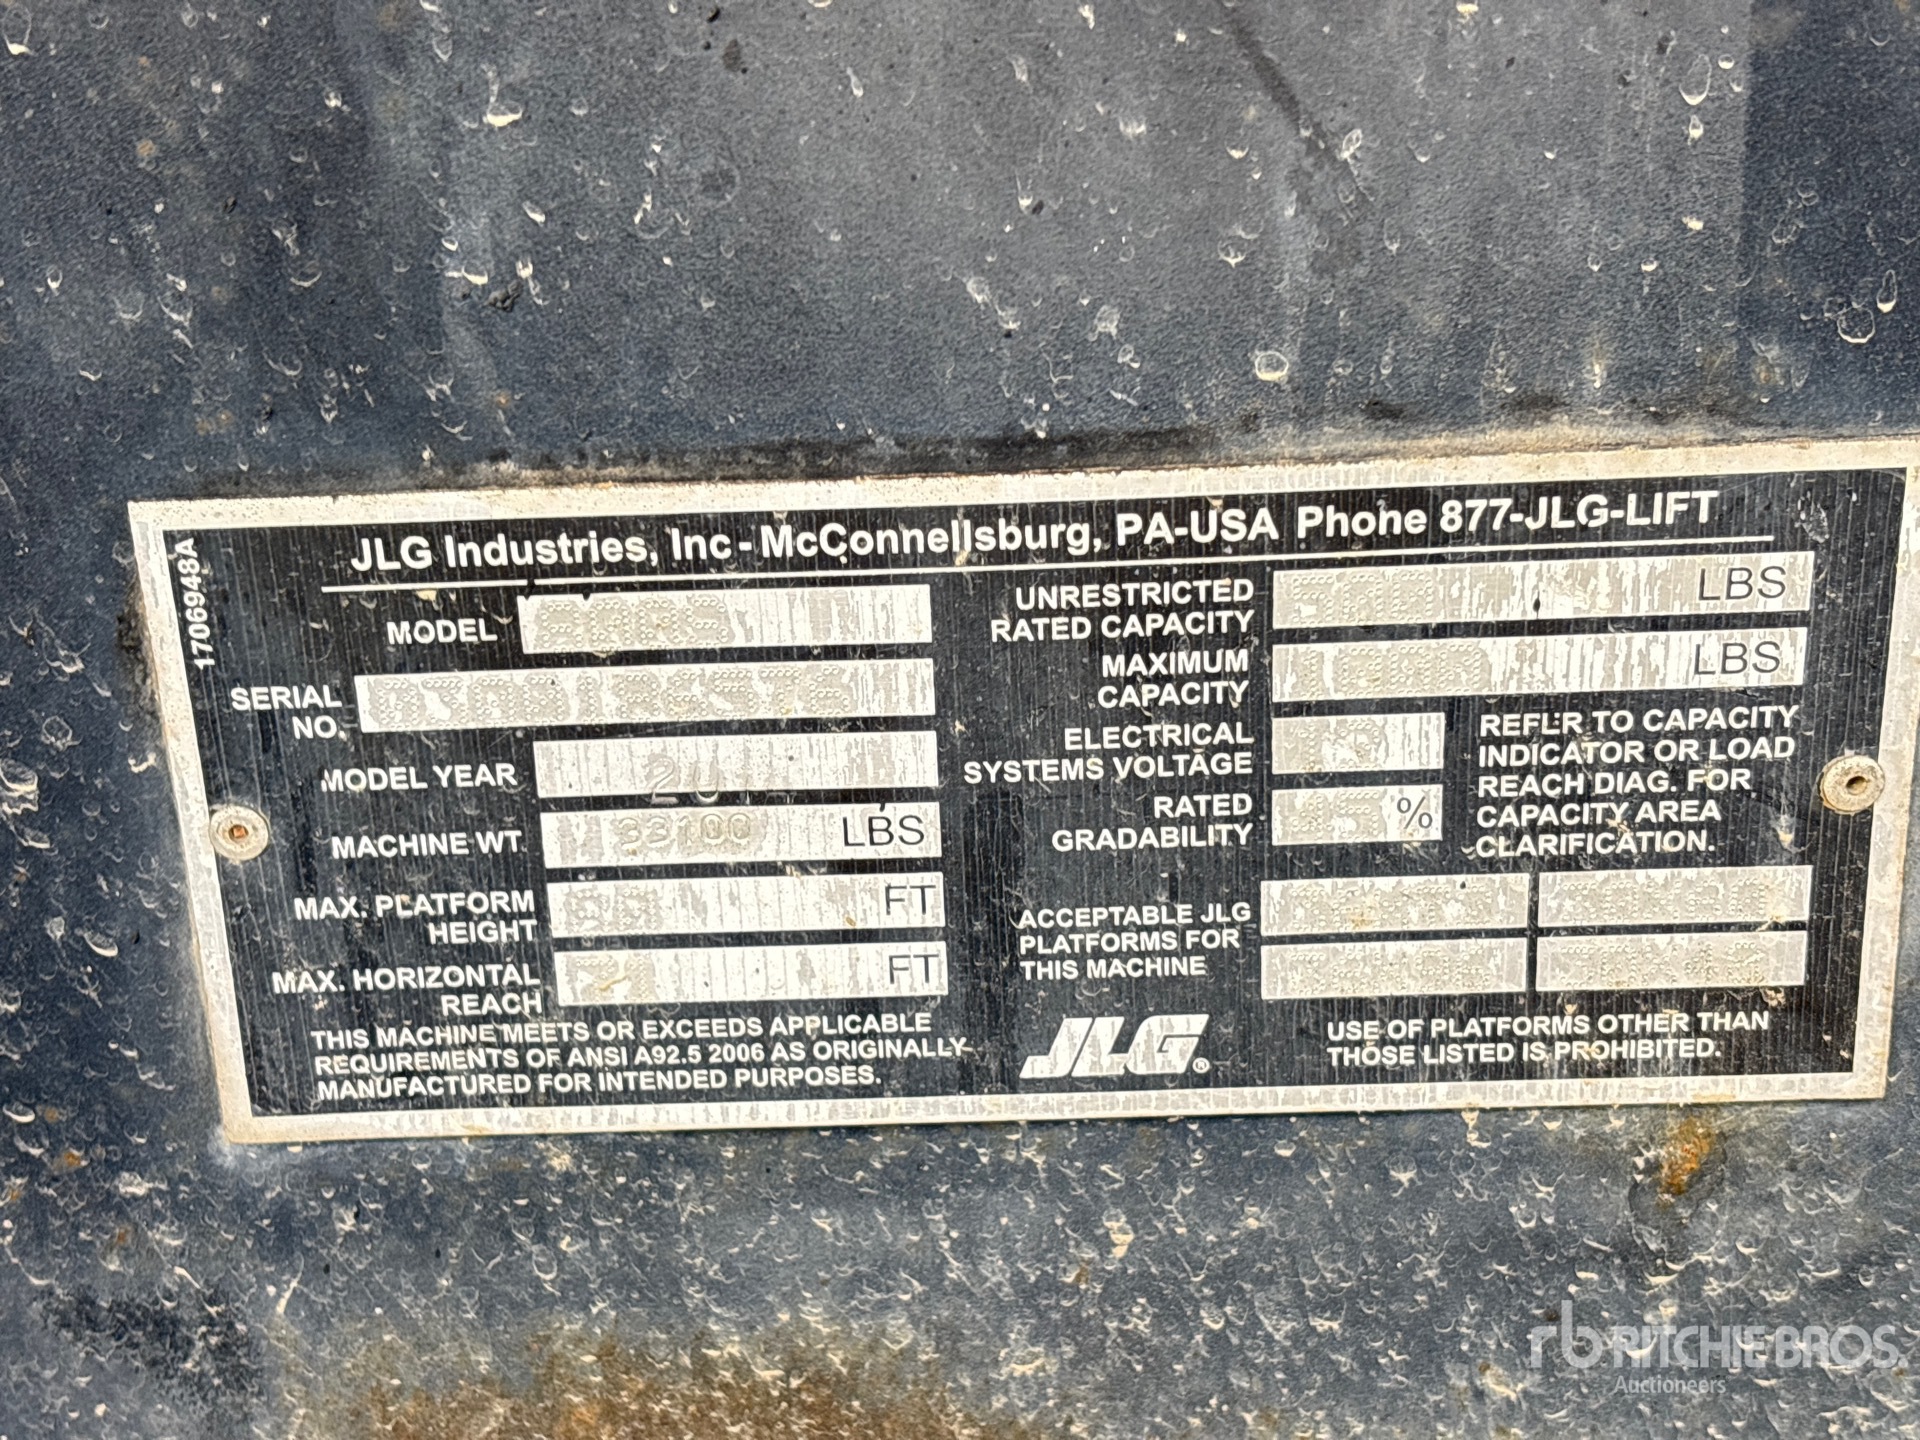 JLG Industries, Inc - McConnellsburg, PA-USA Phone 877-JLG-LIFT
1706948A
MODEL
SERIAL
NO.
MODEL YEAR
MACHINE WT. 33100 LBS
MAX. PLATFORM
HEIGHT FT
MAX. HORIZONTAL
REACH FT
THIS MACHINE MEETS OR EXCEEDS APPLICABLE
REQUIREMENTS OF ANSI A92.5 2006 AS ORIGINALLY
MANUFACTURED FOR INTENDED PURPOSES.
UNRESTRICTED
RATED CAPACITY LBS
MAXIMUM
CAPACITY LBS
ELECTRICAL
SYSTEMS VOLTAGE
RATED
GRADABILITY %
REFER TO CAPACITY
INDICATOR OR LOAD
REACH DIAG. FOR
CAPACITY AREA
CLARIFICATION.
ACCEPTABLE JLG
PLATFORMS FOR
THIS MACHINE
JLG®
USE OF PLATFORMS OTHER THAN
THOSE LISTED IS PROHIBITED.
rb RITCHIE BROS.
Auctioneers